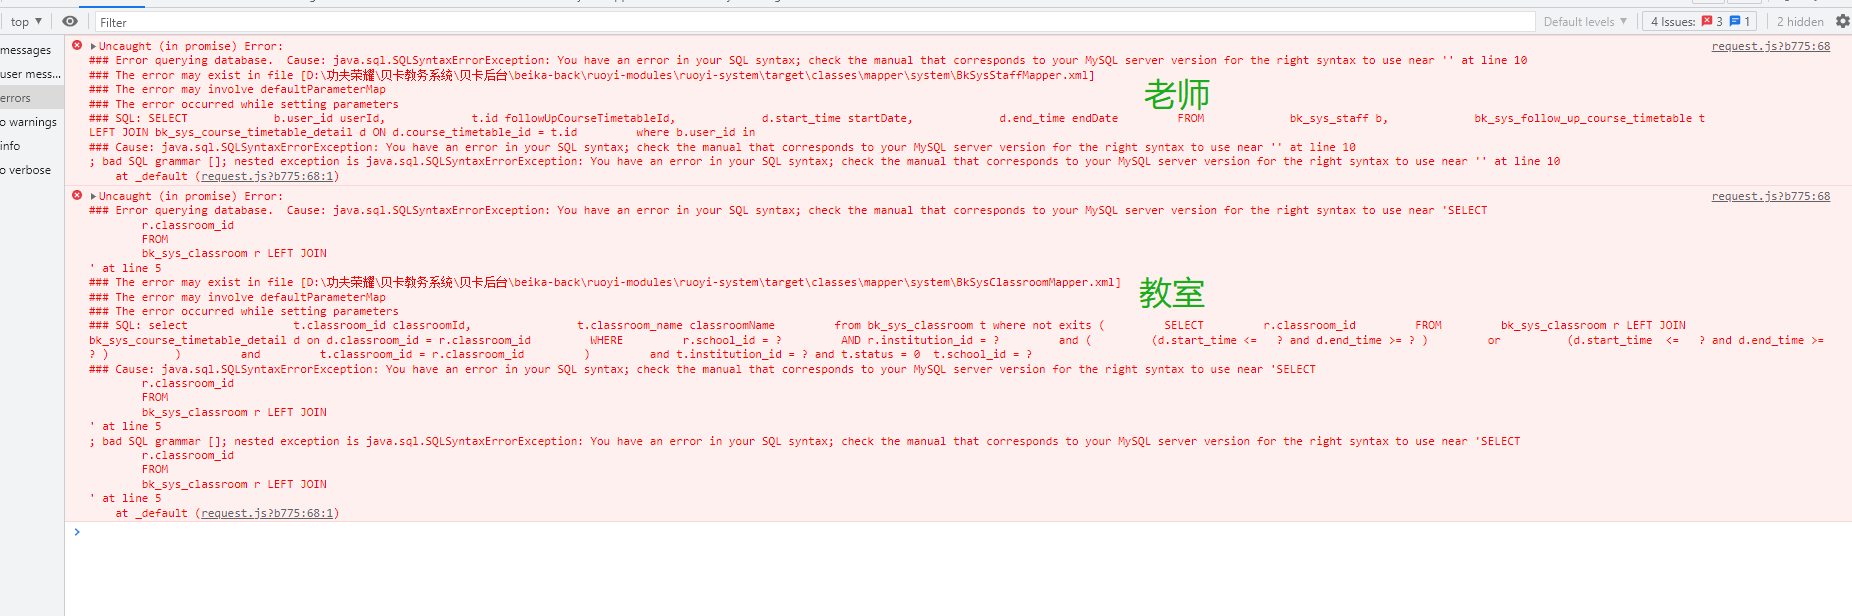 top ▼ Filter Default levels ▼ 4 Issues: 3 1 2 hidden
messages
user mess...
errors
o warnings
info
o verbose
▶Uncaught (in promise) Error: request.js?b775:68
### Error querying database.  Cause: java.sql.SQLSyntaxErrorException: You have an error in your SQL syntax; check the manual that corresponds to your MySQL server version for the right syntax to use near '' at line 10
### The error may exist in file [D:\功夫荣耀\贝卡教务系统\贝卡后台\beika-back\ruoyi-modules\ruoyi-system\target\classes\mapper\system\BkSysStaffMapper.xml]
老师
### The error may involve defaultParameterMap
### The error occurred while setting parameters
### SQL: SELECT b.user_id userId, t.id followUpCourseTimetableId, d.start_time startDate, d.end_time endDate FROM bk_sys_staff b, bk_sys_follow_up_course_timetable t
LEFT JOIN bk_sys_course_timetable_detail d ON d.course_timetable_id = t.id where b.user_id in
### Cause: java.sql.SQLSyntaxErrorException: You have an error in your SQL syntax; check the manual that corresponds to your MySQL server version for the right syntax to use near '' at line 10
; bad SQL grammar []; nested exception is java.sql.SQLSyntaxErrorException: You have an error in your SQL syntax; check the manual that corresponds to your MySQL server version for the right syntax to use near '' at line 10
at _default (request.js?b775:68:1)
▶Uncaught (in promise) Error: request.js?b775:68
### Error querying database.  Cause: java.sql.SQLSyntaxErrorException: You have an error in your SQL syntax; check the manual that corresponds to your MySQL server version for the right syntax to use near 'SELECT
r.classroom_id
FROM
bk_sys_classroom r LEFT JOIN
' at line 5
### The error may exist in file [D:\功夫荣耀\贝卡教务系统\贝卡后台\beika-back\ruoyi-modules\ruoyi-system\target\classes\mapper\system\BkSysClassroomMapper.xml]
教室
### The error may involve defaultParameterMap
### The error occurred while setting parameters
### SQL: select t.classroom_id classroomId, t.classroom_name classroomName from bk_sys_classroom t where not exits ( SELECT r.classroom_id FROM bk_sys_classroom r LEFT JOIN
bk_sys_course_timetable_detail d on d.classroom_id = r.classroom_id WHERE r.school_id = ? AND r.institution_id = ? and ( (d.start_time <= ? and d.end_time >= ? ) or (d.start_time <= ? and d.end_time >=
? ) ) and t.classroom_id = r.classroom_id ) and t.institution_id = ? and t.status = 0 t.school_id = ?
### Cause: java.sql.SQLSyntaxErrorException: You have an error in your SQL syntax; check the manual that corresponds to your MySQL server version for the right syntax to use near 'SELECT
r.classroom_id
FROM
bk_sys_classroom r LEFT JOIN
' at line 5
; bad SQL grammar []; nested exception is java.sql.SQLSyntaxErrorException: You have an error in your SQL syntax; check the manual that corresponds to your MySQL server version for the right syntax to use near 'SELECT
r.classroom_id
FROM
bk_sys_classroom r LEFT JOIN
' at line 5
at _default (request.js?b775:68:1)